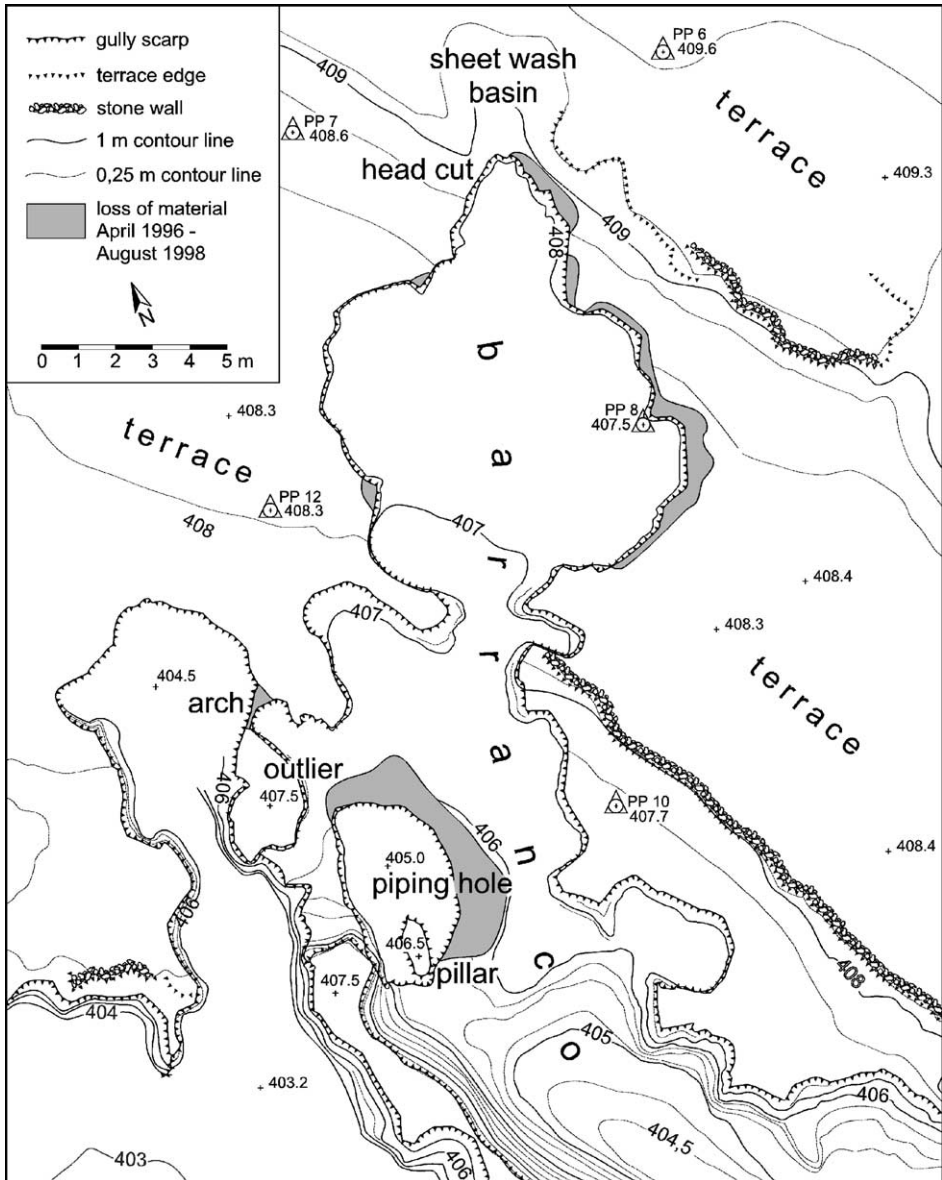 gully scarp
terrace edge
stone wall
1 m contour line
0,25 m contour line
loss of material
April 1996 -
August 1998
N
0 1 2 3 4 5 m
409
sheet wash
basin
PP 6
409.6
PP 7
408.6
terrace
409.3
head cut
408
409
b
a
r
r
a
n
c
o
408.3
terrace
PP 8
407.5
PP 12
408.3
408
407
408.4
408.3
407
terrace
404.5
arch
outlier
407.5
406
PP 10
407.7
406
408.4
405.0
piping hole
406
406.5
pillar
407.5
408
404
405
403.2
406
404,5
403
406